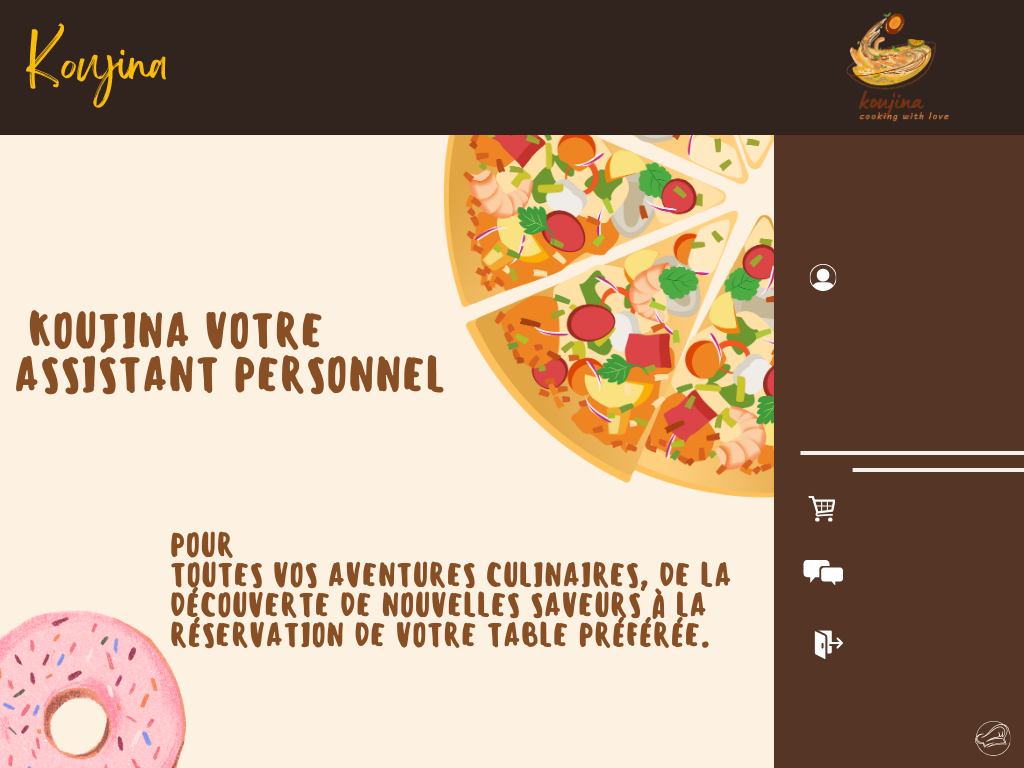 Koujina
koujina
cooking with love
KOUJINA VOTRE
ASSISTANT PERSONNEL
POUR
TOUTES VOS AVENTURES CULINAIRES, DE LA
DÉCOUVERTE DE NOUVELLES SAVEURS À LA
RÉSERVATION DE VOTRE TABLE PRÉFÉRÉE.